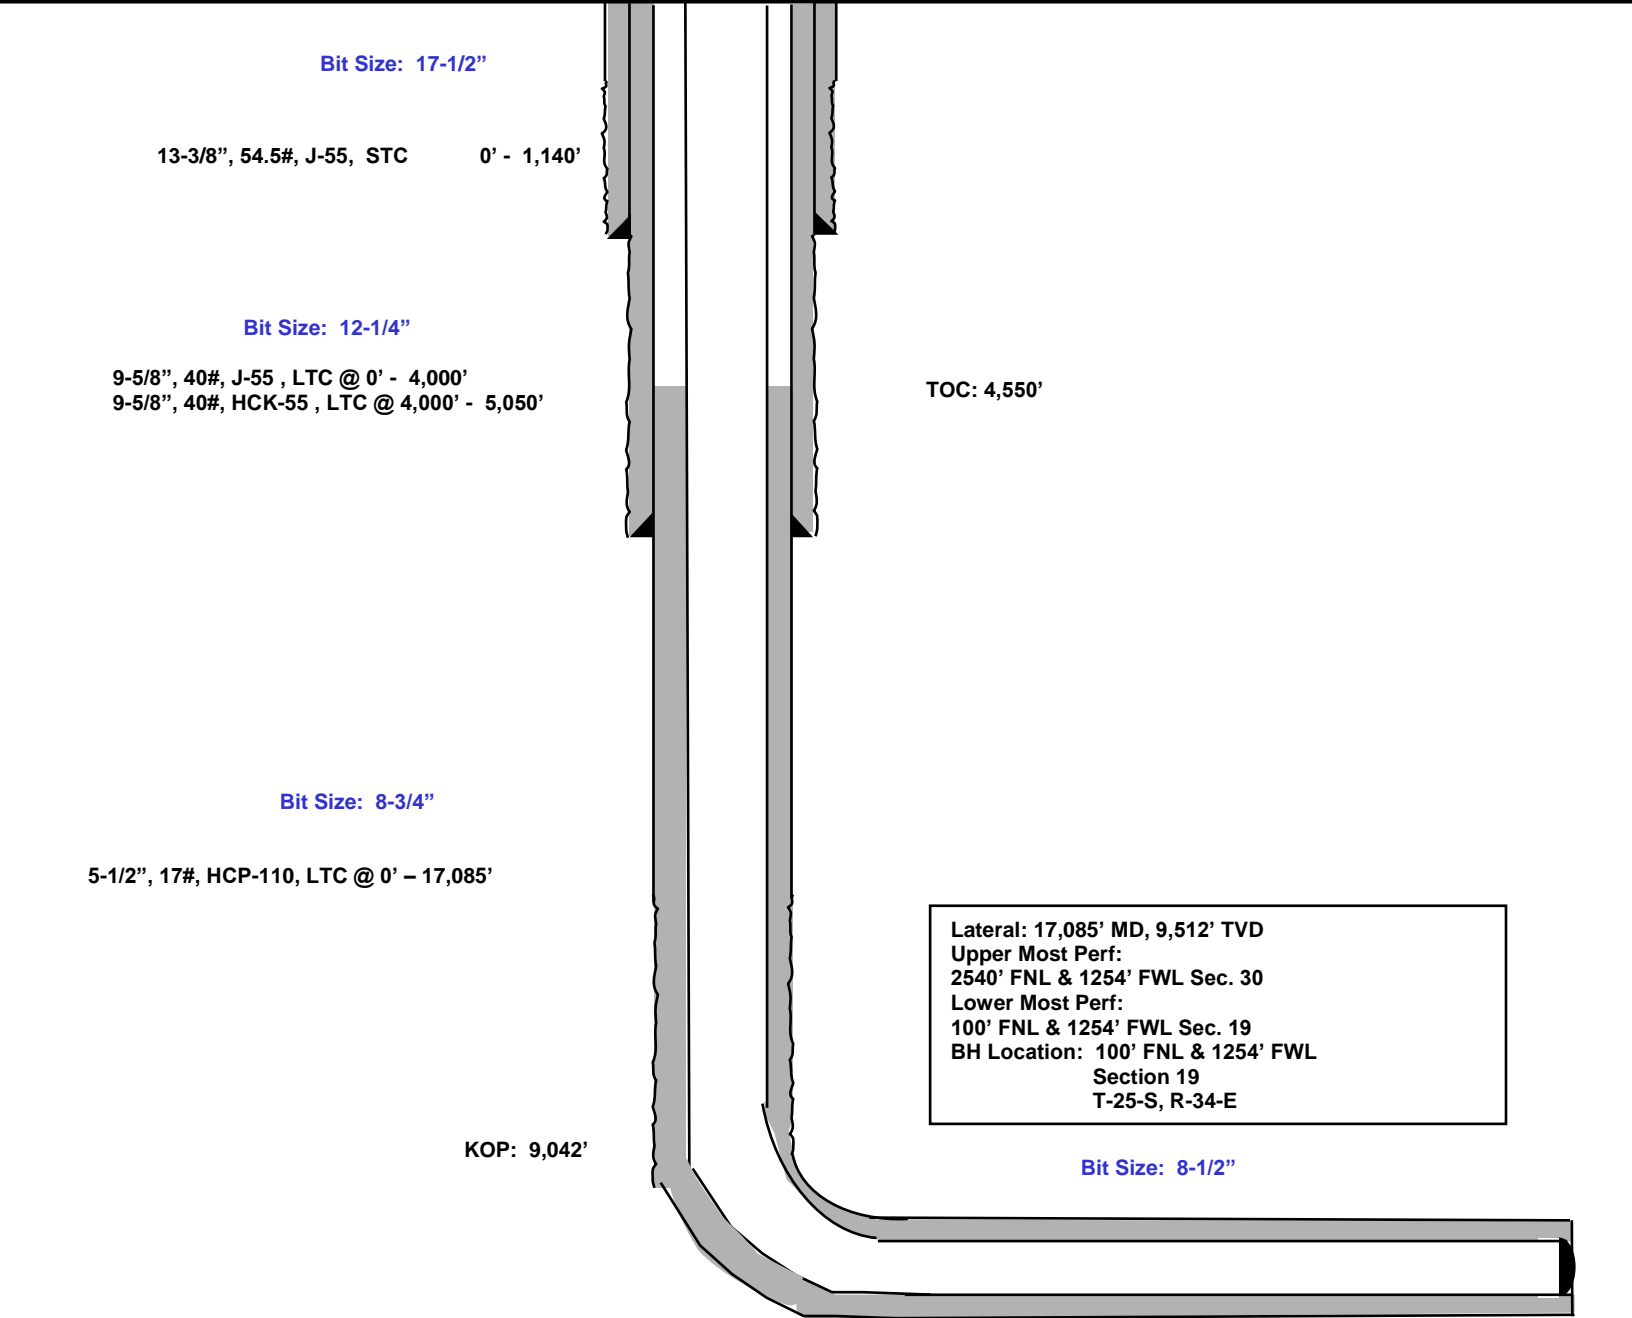 Bit Size: 17-1/2”
13-3/8”, 54.5#, J-55, STC 0’ - 1,140’
Bit Size: 12-1/4”
9-5/8”, 40#, J-55 , LTC @ 0’ - 4,000’
9-5/8”, 40#, HCK-55 , LTC @ 4,000’ - 5,050’
TOC: 4,550’
Bit Size: 8-3/4”
5-1/2”, 17#, HCP-110, LTC @ 0’ – 17,085’
Lateral: 17,085’ MD, 9,512’ TVD
Upper Most Perf:
2540’ FNL & 1254’ FWL Sec. 30
Lower Most Perf:
100’ FNL & 1254’ FWL Sec. 19
BH Location: 100’ FNL & 1254’ FWL
Section 19
T-25-S, R-34-E
KOP: 9,042’
Bit Size: 8-1/2”